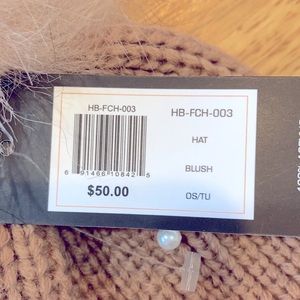 HB-FCH-003
6 91466 10842 5
$50.00
HB-FCH-003
HAT
BLUSH
OS/TU